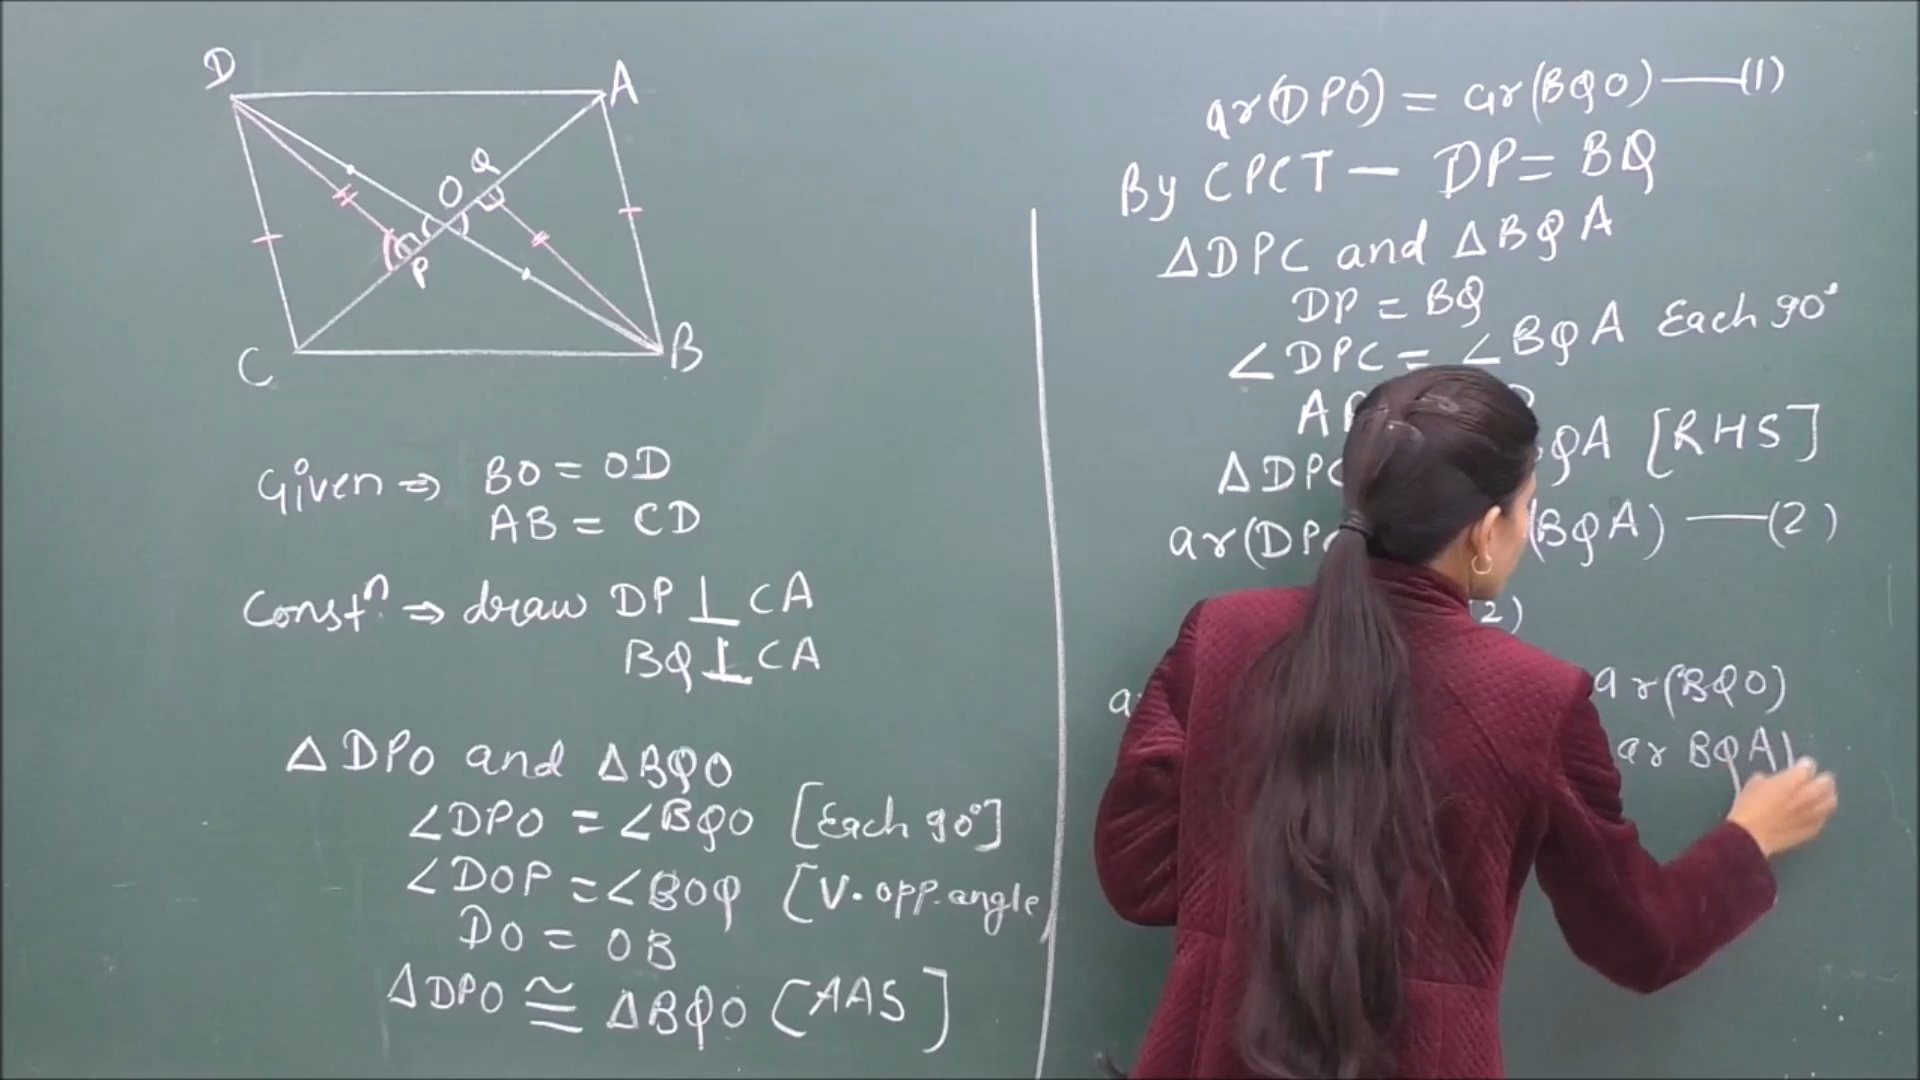 D
A
Q
O
P
C
B
Given ⇒ BO = OD
AB = CD
Constⁿ. ⇒ draw DP ⊥ CA
BQ ⊥ CA
△DPO and △BQO
∠DPO = ∠BQO [Each 90°]
∠DOP = ∠BOQ [V. opp. angle
DO = OB
△DPO ≅ △BQO [AAS]
ar(DPO) = ar(BQO) —(1)
By CPCT — DP = BQ
△DPC and △BQA
DP = BQ
∠DPC = ∠BQA Each 90°
△DPC QA [RHS]
ar(DP (BQA) —(2)
2)
ar(BQO)
ar BQA)